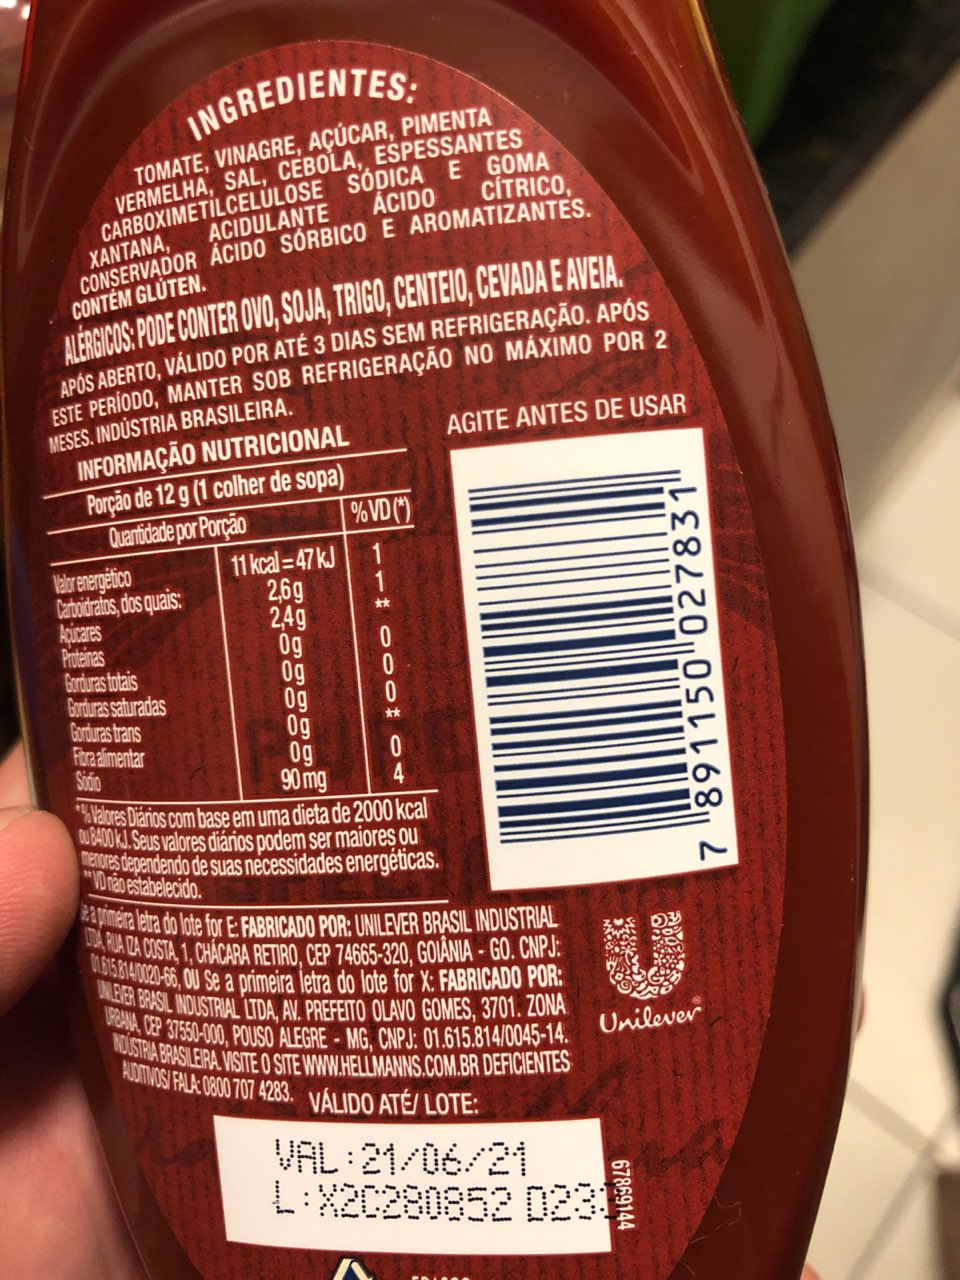 INGREDIENTES:
TOMATE, VINAGRE, AÇÚCAR, PIMENTA
VERMELHA, SAL, CEBOLA, ESPESSANTES
CARBOXIMETILCELULOSE SÓDICA E GOMA
XANTANA, ACIDULANTE ÁCIDO CÍTRICO,
CONSERVADOR ÁCIDO SÓRBICO E AROMATIZANTES.
CONTÉM GLÚTEN.
ALÉRGICOS: PODE CONTER OVO, SOJA, TRIGO, CENTEIO, CEVADA E AVEIA.
APÓS ABERTO, VÁLIDO POR ATÉ 3 DIAS SEM REFRIGERAÇÃO. APÓS
ESTE PERÍODO, MANTER SOB REFRIGERAÇÃO NO MÁXIMO POR 2
MESES. INDÚSTRIA BRASILEIRA.
AGITE ANTES DE USAR
INFORMAÇÃO NUTRICIONAL
Porção de 12 g (1 colher de sopa)
Quantidade por Porção %VD(*)
Valor energético 11 kcal = 47 kJ 1
Carboidratos, dos quais: 2,6g 1
Açúcares 2,4g **
Proteínas 0g 0
Gorduras totais 0g 0
Gorduras saturadas 0g 0
Gorduras trans 0g **
Fibra alimentar 0g 0
Sódio 90mg 4
*% Valores Diários com base em uma dieta de 2000 kcal
ou 8400 kJ. Seus valores diários podem ser maiores ou
menores dependendo de suas necessidades energéticas.
**VD não estabelecido.
7 891150 027831
Se a primeira letra do lote for E: FABRICADO POR: UNILEVER BRASIL INDUSTRIAL
LTDA, RUA IZA COSTA, 1, CHÁCARA RETIRO, CEP 74665-320, GOIÂNIA - GO. CNPJ:
01.615.814/0020-66, OU Se a primeira letra do lote for X: FABRICADO POR:
UNILEVER BRASIL INDUSTRIAL LTDA, AV. PREFEITO OLAVO GOMES, 3701. ZONA
URBANA, CEP 37550-000, POUSO ALEGRE - MG, CNPJ: 01.615.814/0045-14.
INDÚSTRIA BRASILEIRA. VISITE O SITE WWW.HELLMANNS.COM.BR DEFICIENTES
AUDITIVOS/ FALA: 0800 707 4283.
Unilever®
VÁLIDO ATÉ/ LOTE:
VAL:21/06/21
L:X2C280852
67869144